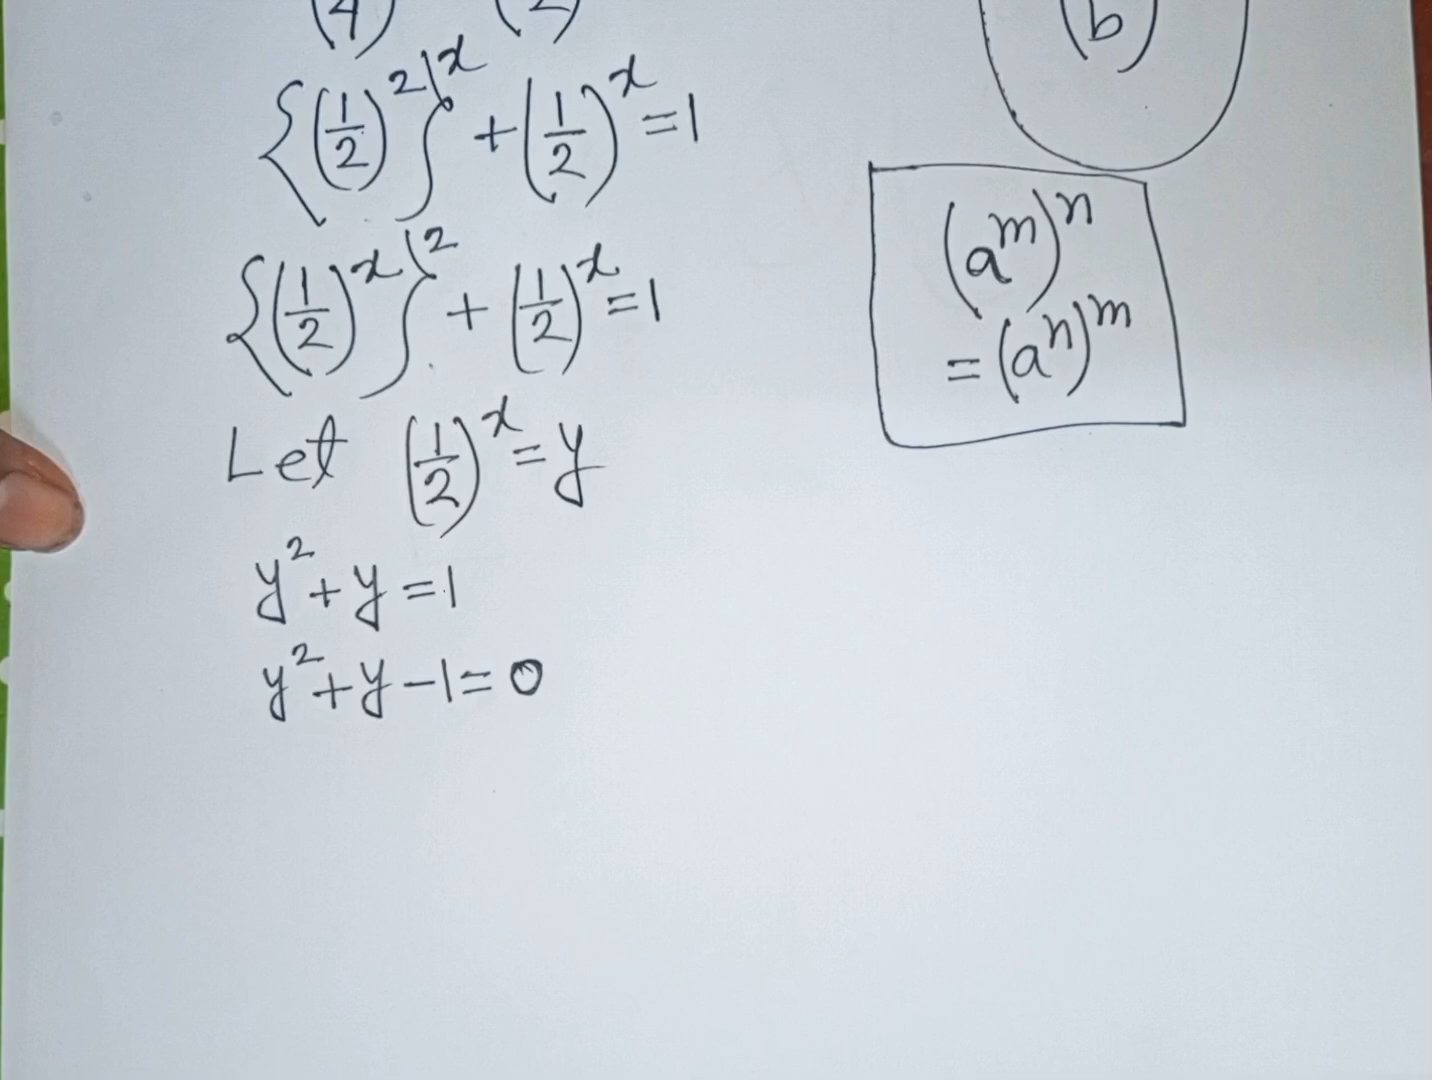 (4) (2)
(b)
{(1/2)^2}^x + (1/2)^x = 1
{(1/2)^x}^2 + (1/2)^x = 1
(a^m)^n
= (a^n)^m
Let (1/2)^x = y
y^2 + y = 1
y^2 + y - 1 = 0